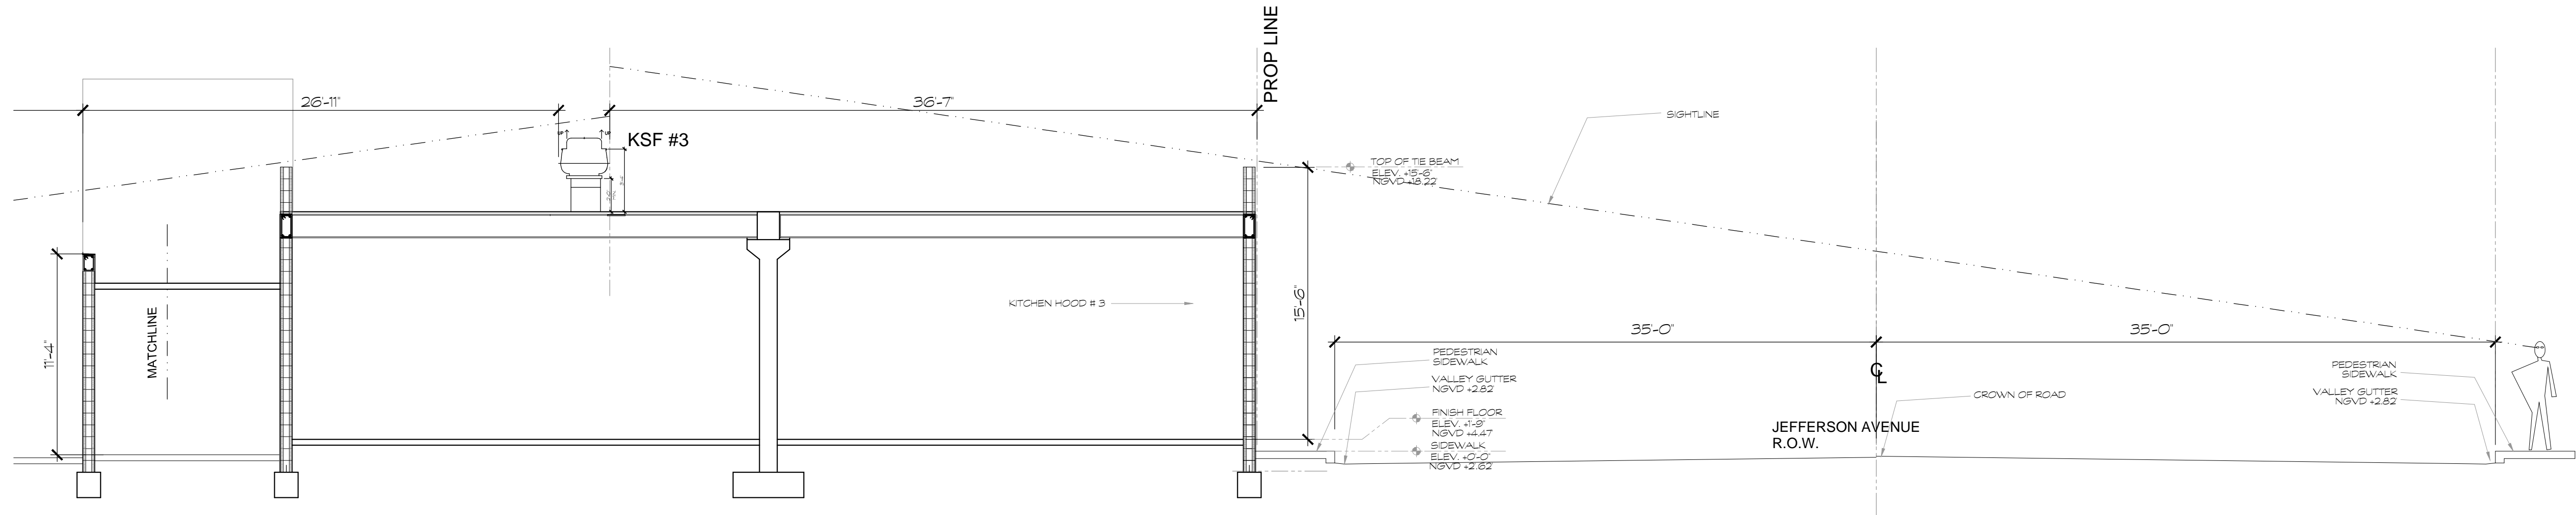 PROP LINE
26'-11"
36'-7"
SIGHTLINE
UP
UP
KSF #3
TOP OF TIE BEAM
ELEV. +15'-6"
NGVD +18.22'
15'-6"
KITCHEN HOOD # 3
MATCHLINE
11'-4"
35'-0"
35'-0"
PEDESTRIAN
SIDEWALK
VALLEY GUTTER
NGVD +2.82'
FINISH FLOOR
ELEV. +1'-9"
NGVD +4.47
SIDEWALK
ELEV. +0'-0"
NGVD +2.62'
CL
CROWN OF ROAD
JEFFERSON AVENUE
R.O.W.
PEDESTRIAN
SIDEWALK
VALLEY GUTTER
NGVD +2.82'